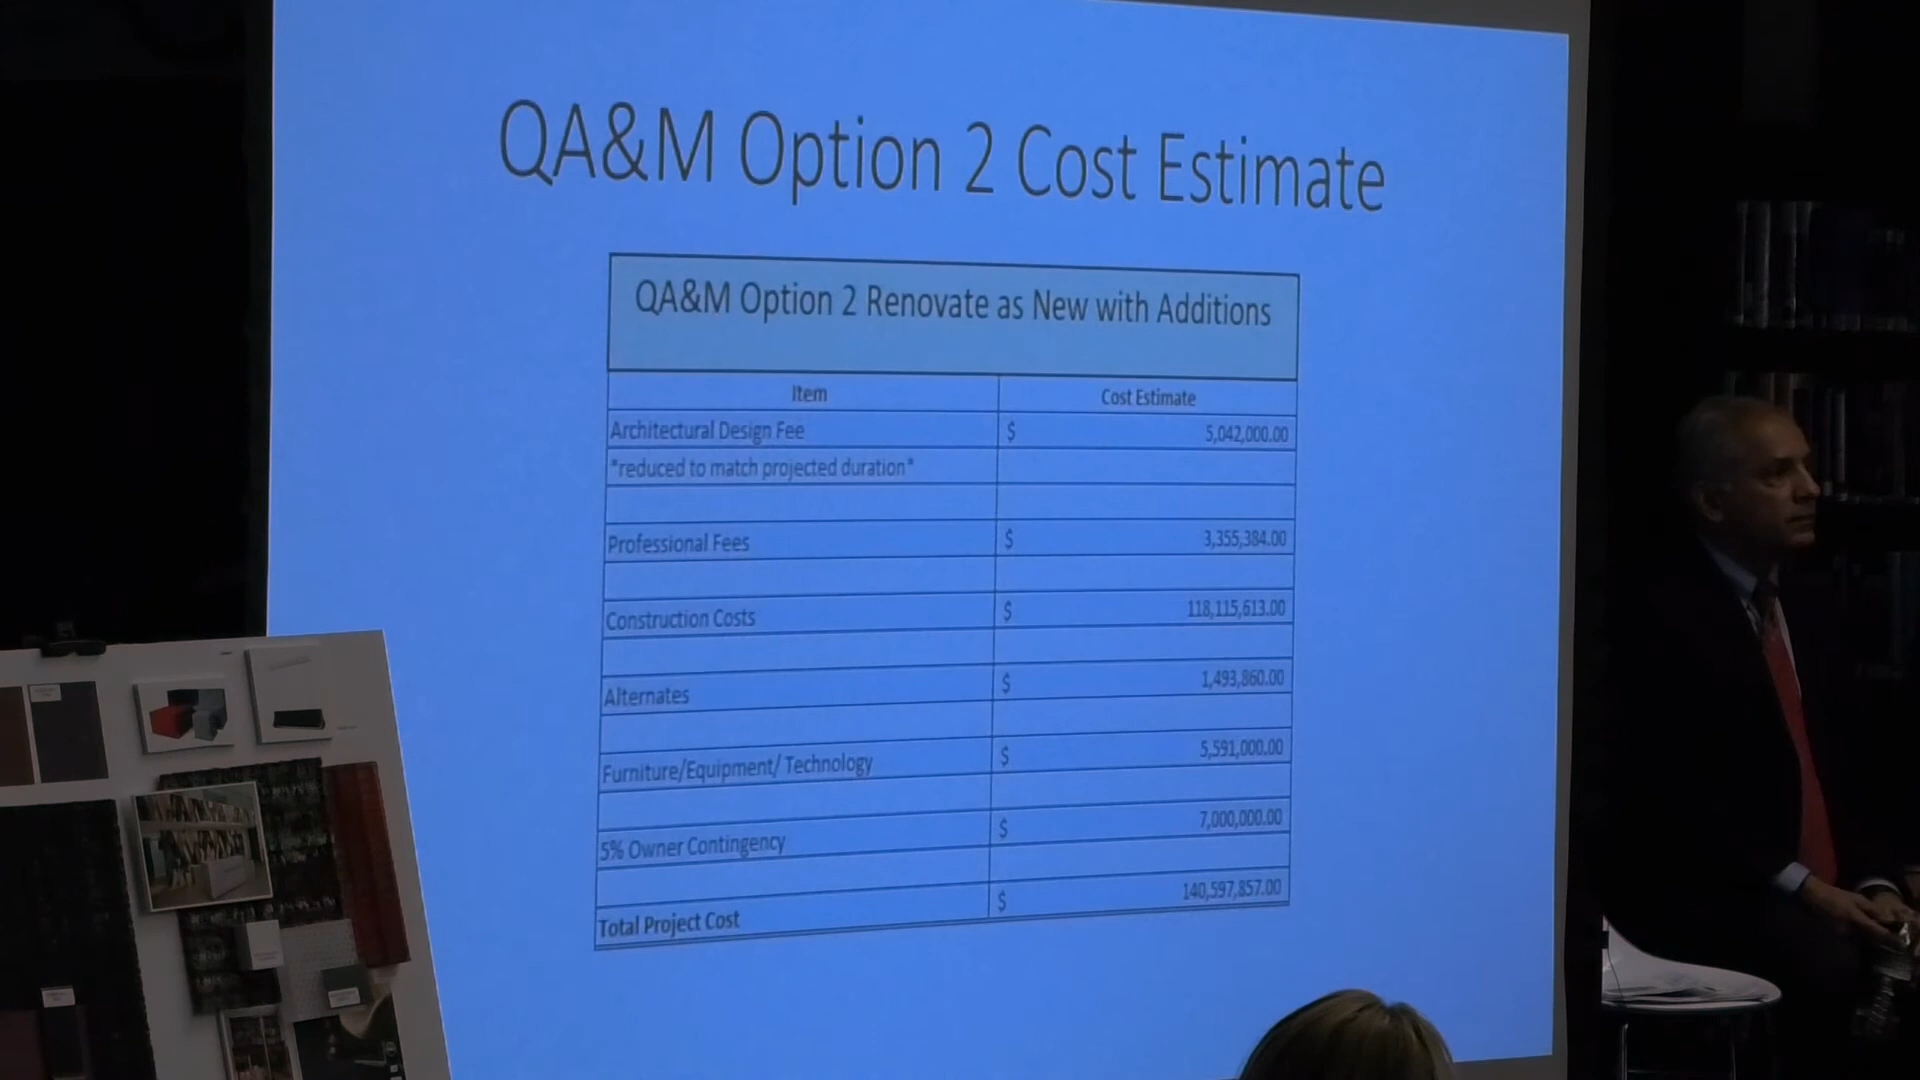 QA&M Option 2 Cost Estimate
QA&M Option 2 Renovate as New with Additions
Item Cost Estimate
Architectural Design Fee $ 5,042,000.00
*reduced to match projected duration*
Professional Fees $ 3,355,384.00
Construction Costs $ 118,115,613.00
Alternates $ 1,493,860.00
Furniture/Equipment/ Technology $ 5,591,000.00
5% Owner Contingency $ 7,000,000.00
Total Project Cost $ 140,597,857.00